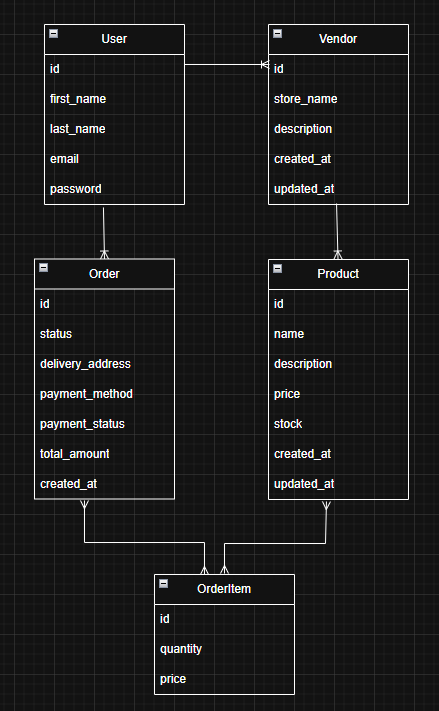 User
id
first_name
last_name
email
password
Vendor
id
store_name
description
created_at
updated_at
Order
id
status
delivery_address
payment_method
payment_status
total_amount
created_at
Product
id
name
description
price
stock
created_at
updated_at
OrderItem
id
quantity
price